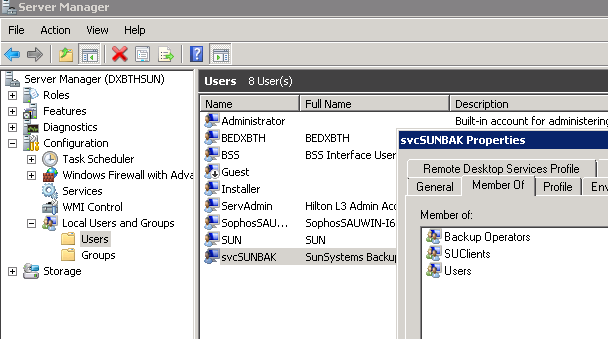 Server Manager
File Action View Help
Server Manager (DXBTHSUN)
Roles
Features
Diagnostics
Configuration
Task Scheduler
Windows Firewall with Adva
Services
WMI Control
Local Users and Groups
Users
Groups
Storage
Users 8 User(s)
Name Full Name Description
Administrator Built-in account for administering
BEDXBTH BEDXBTH
BSS BSS Interface User
Guest
Installer
ServAdmin Hilton L3 Admin Acc
SophosSAU... SophosSAUWIN-I6
SUN SUN
svcSUNBAK SunSystems Backup
svcSUNBAK Properties
Remote Desktop Services Profile
General Member Of Profile Env
Member of:
Backup Operators
SUClients
Users